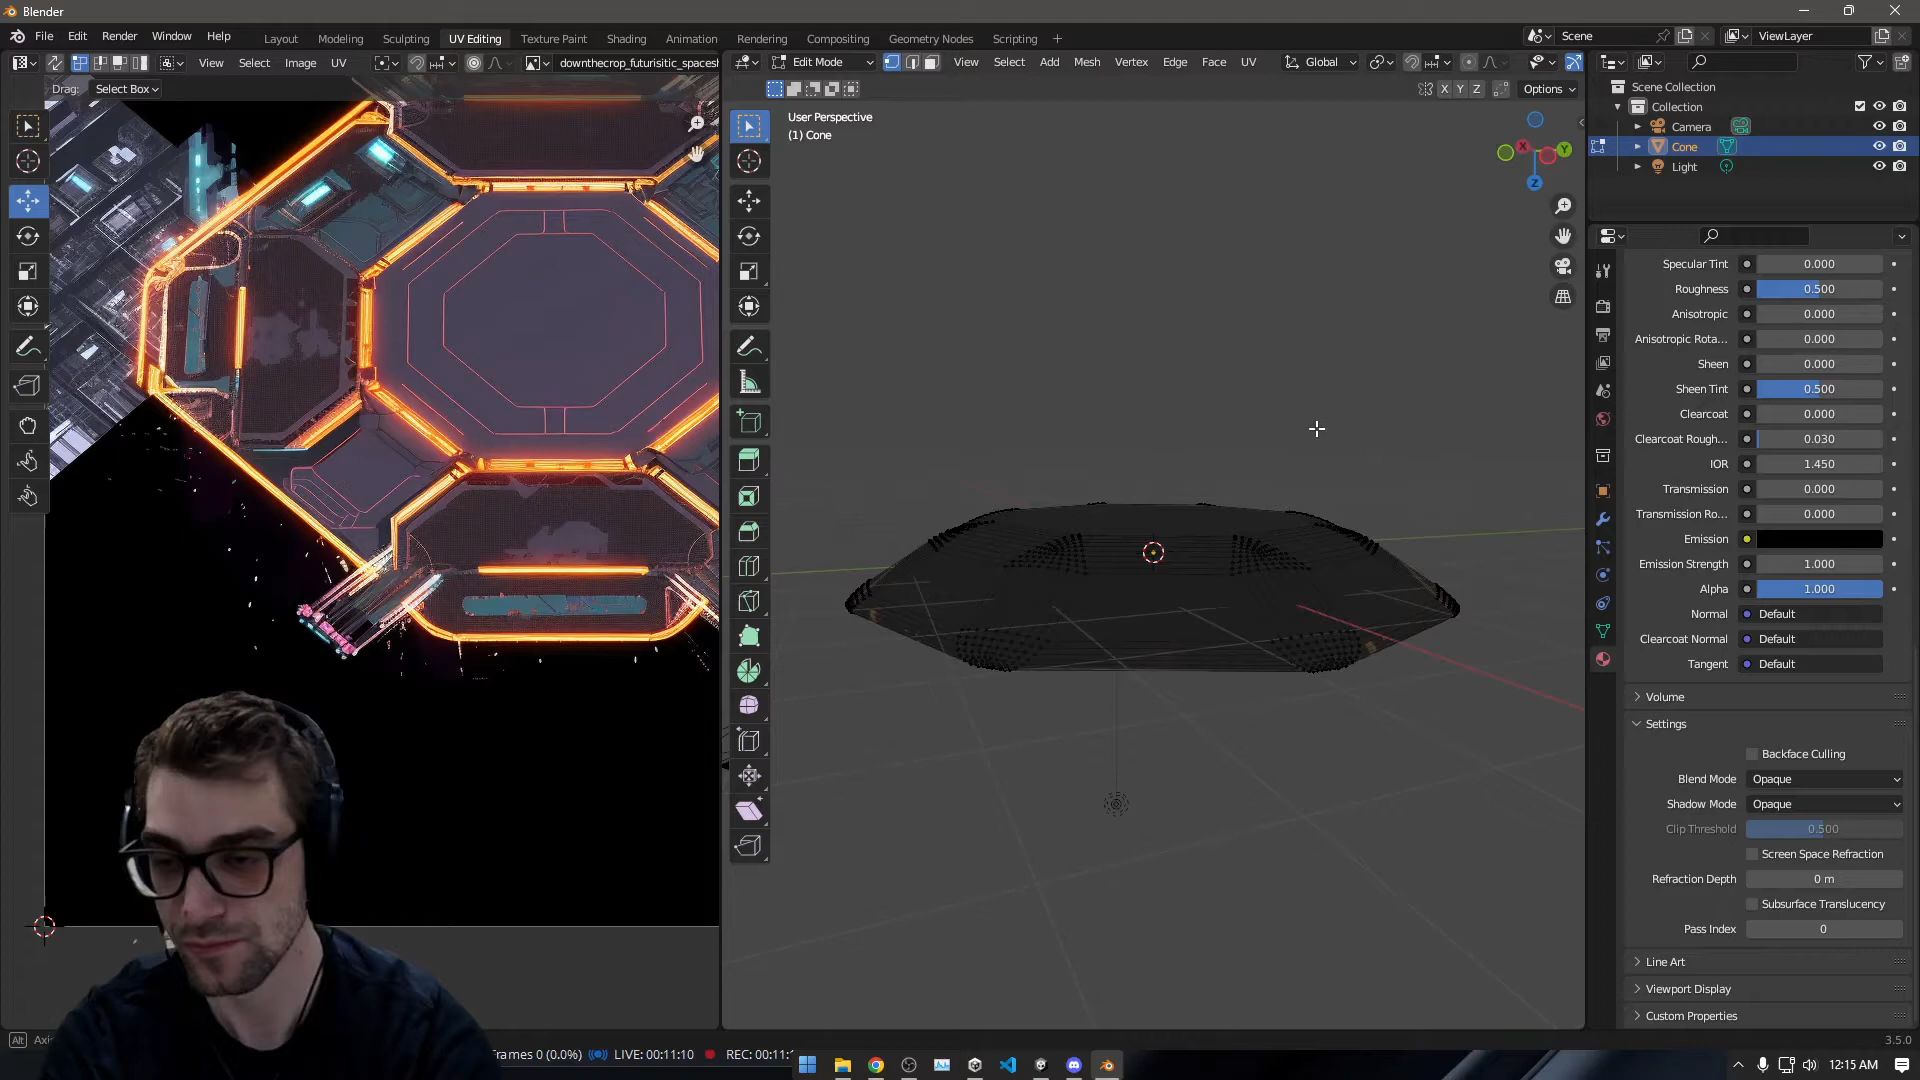 Blender
File Edit Render Window Help
Layout Modeling Sculpting UV Editing Texture Paint Shading Animation Rendering Compositing Geometry Nodes Scripting +
Scene ViewLayer
View Select Image UV downthecrop_futurisitic_spacesh
Edit Mode View Select Add Mesh Vertex Edge Face UV Global
Drag: Select Box
X Y Z Options
User Perspective
(1) Cone
X Y Z
Scene Collection
Collection
Camera
Cone
Light
Specular Tint 0.000
Roughness 0.500
Anisotropic 0.000
Anisotropic Rota... 0.000
Sheen 0.000
Sheen Tint 0.500
Clearcoat 0.000
Clearcoat Rough... 0.030
IOR 1.450
Transmission 0.000
Transmission Ro... 0.000
Emission
Emission Strength 1.000
Alpha 1.000
Normal Default
Clearcoat Normal Default
Tangent Default
Volume
Settings
Backface Culling
Blend Mode Opaque
Shadow Mode Opaque
Clip Threshold 0.500
Screen Space Refraction
Refraction Depth 0 m
Subsurface Translucency
Pass Index 0
Line Art
Viewport Display
Custom Properties
Alt Axi
3.5.0
Frames 0 (0.0%) LIVE: 00:11:10 REC: 00:11:
12:15 AM